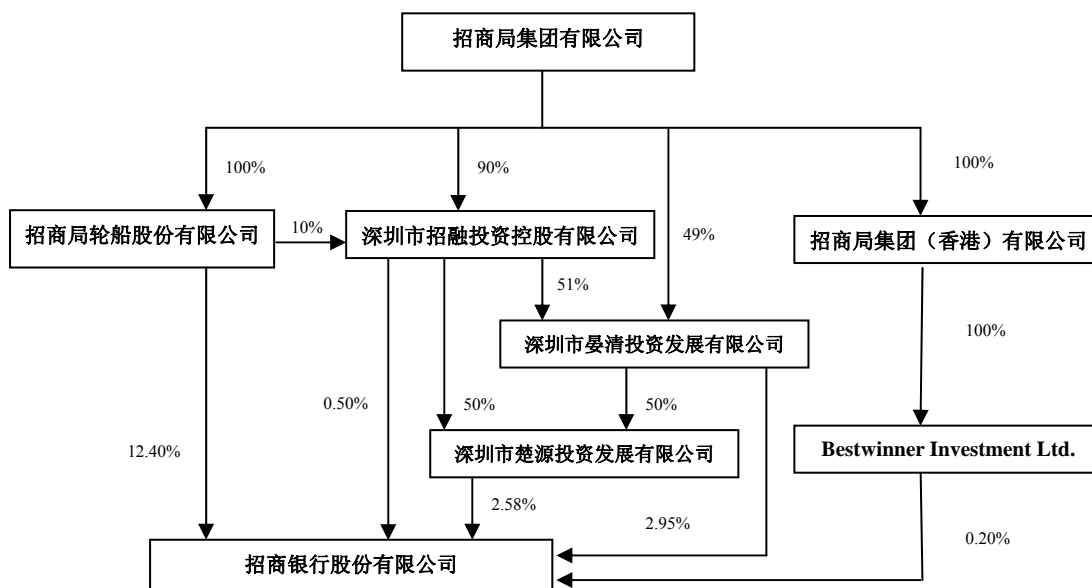 招商局集团有限公司
100%
90%
100%
招商局轮船股份有限公司
10%
深圳市招融投资控股有限公司
49%
招商局集团（香港）有限公司
51%
深圳市晏清投资发展有限公司
100%
12.40%
0.50%
50%
50%
深圳市楚源投资发展有限公司
Bestwinner Investment Ltd.
2.58%
2.95%
0.20%
招商银行股份有限公司